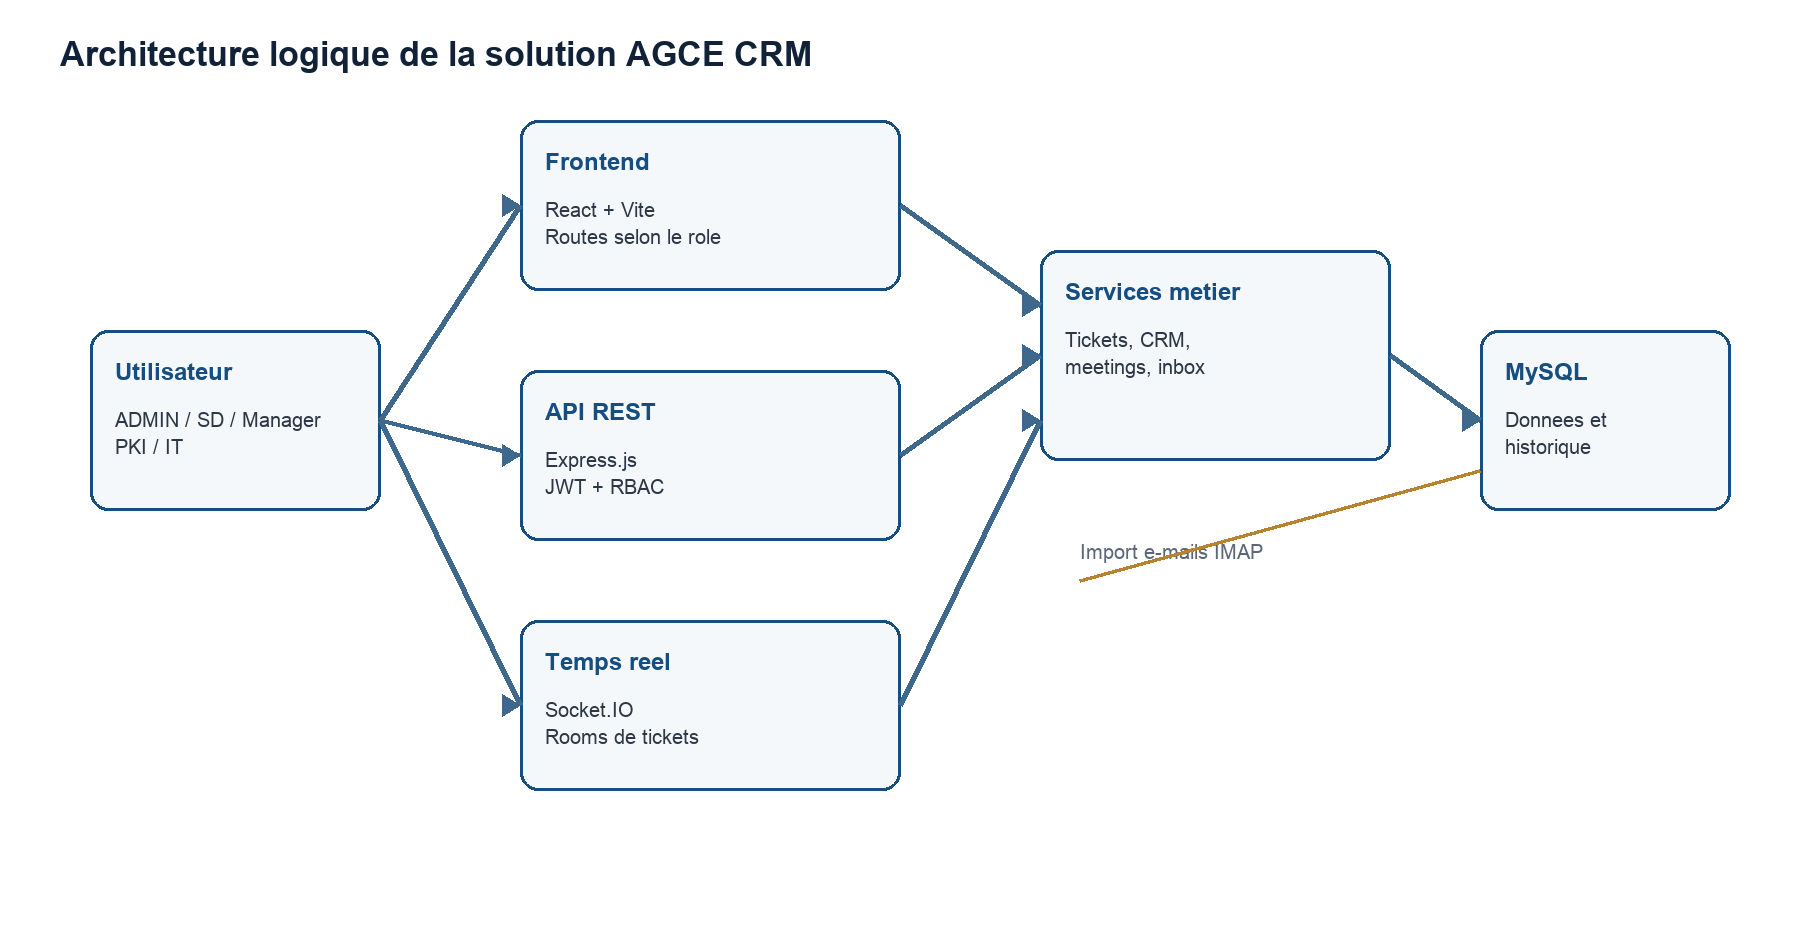 Architecture logique de la solution AGCE CRM
Frontend
React + Vite
Routes selon le role
Utilisateur
ADMIN / SD / Manager
PKI / IT
API REST
Express.js
JWT + RBAC
Temps reel
Socket.IO
Rooms de tickets
Services metier
Tickets, CRM,
meetings, inbox
MySQL
Donnees et
historique
Import e-mails IMAP